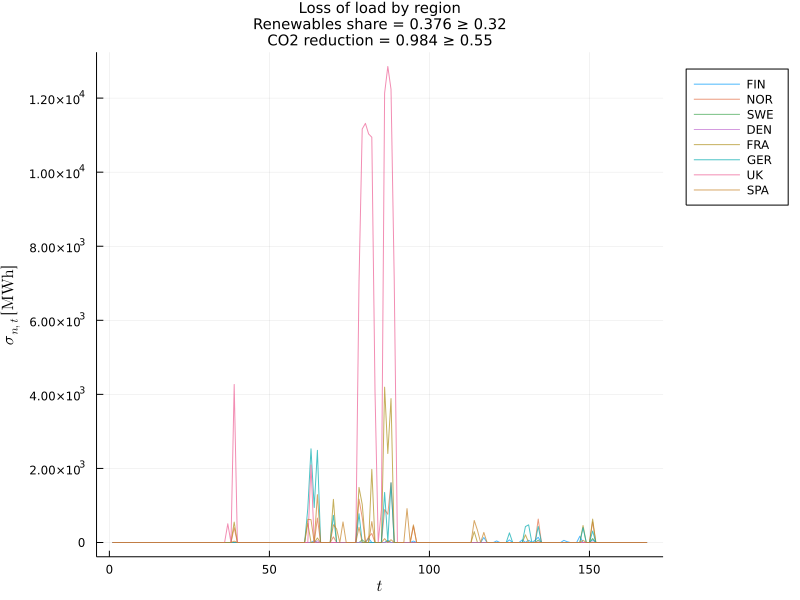 Loss of load by region
Renewables share = 0.376 ≥ 0.32
CO2 reduction = 0.984 ≥ 0.55
FIN
NOR
SWE
DEN
FRA
GER
UK
SPA
σn,t [MWh]
1.20×10⁴
1.00×10⁴
8.00×10³
6.00×10³
4.00×10³
2.00×10³
0
0 50 100 150
t